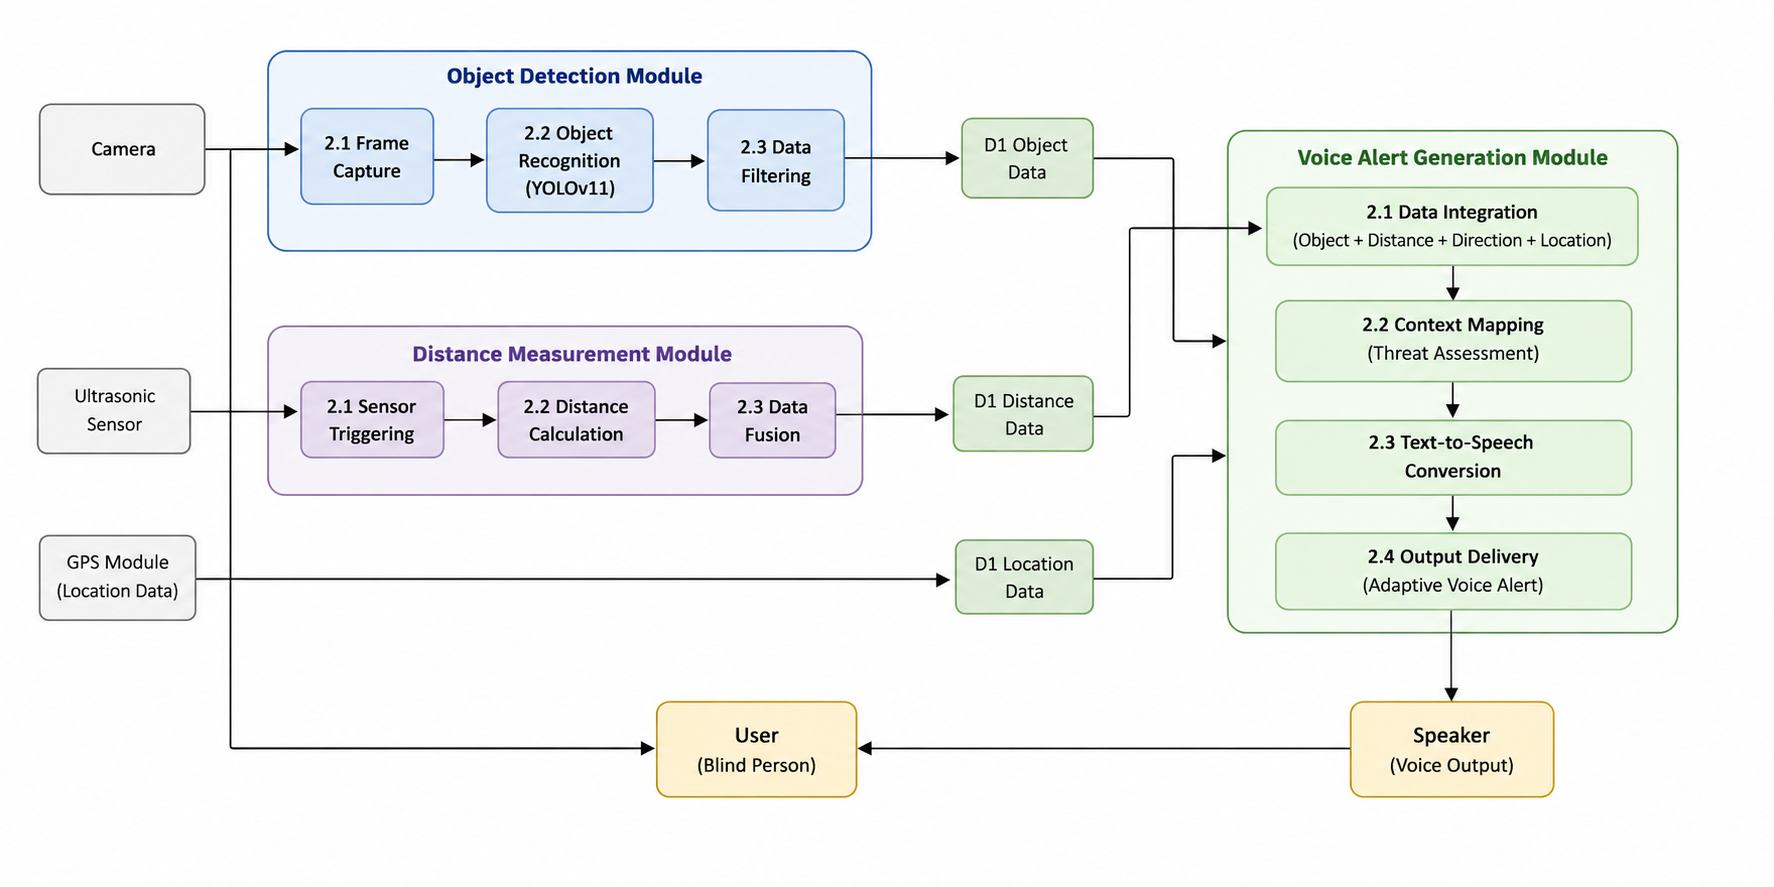 Object Detection Module
Camera
2.1 Frame
Capture
2.2 Object
Recognition
(YOLOv11)
2.3 Data
Filtering
D1 Object
Data
Voice Alert Generation Module
2.1 Data Integration
(Object + Distance + Direction + Location)
2.2 Context Mapping
(Threat Assessment)
2.3 Text-to-Speech
Conversion
2.4 Output Delivery
(Adaptive Voice Alert)
Distance Measurement Module
Ultrasonic
Sensor
2.1 Sensor
Triggering
2.2 Distance
Calculation
2.3 Data
Fusion
D1 Distance
Data
GPS Module
(Location Data)
D1 Location
Data
User
(Blind Person)
Speaker
(Voice Output)